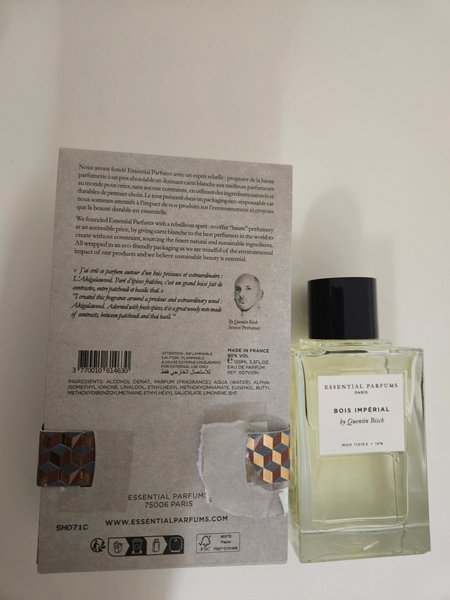 Nous avons fondé Essential Parfums avec un esprit rebelle : proposer de la haute
parfumerie à un prix abordable en donnant carte blanche aux meilleurs parfumeurs
au monde pour créer, sans aucune contrainte, en utilisant des ingrédients naturels et
durables de premier choix. Le tout présenté dans un packaging éco-responsable car
nous sommes attentifs à l'impact de nos produits sur l'environnement et croyons
que la beauté durable est essentielle.
We founded Essential Parfums with a rebellious spirit : to offer "haute" perfumery
at an accessible price, by giving carte blanche to the best perfumers in the world to
create without constraint, sourcing the finest natural and sustainable ingredients.
All wrapped in an eco-friendly packaging as we are mindful of the environmental
impact of our products and we believe sustainable beauty is essential.
« J'ai créé ce parfum autour d'un bois précieux et extraordinaire :
L'Akigalawood. Paré d'épices fraîches, c'est un grand boisé fait de
contrastes, entre patchouli et basilic thaï. »
"I created this fragrance around a precious and extraordinary wood :
Akigalawood. Adorned with fresh spices, it is a great woody note made
of contrasts, between patchouli and thai basil."
by Quentin Bisch
Senior Perfumer
3 770010 614630
ATTENTION: INFLAMMABLE
CAUTION : FLAMMABLE
A USAGE EXTERIEUR UNIQUEMENT
للاستعمال الخارجي فقط
MADE IN FRANCE
80% VOL
℮ 100ML 3.3FL.OZ.
EAU DE PARFUM
INGREDIENTS: ALCOHOL DENAT., PARFUM (FRAGRANCE), AQUA (WATER), ALPHA-
ISOMETHYL IONONE, LINALOOL, ETHYLHEXYL METHOXYCINNAMATE, EUGENOL, BUTYL
METHOXYDIBENZOYLMETHANE, ETHYLHEXYL SALICYLATE, LIMONENE, BHT.
ESSENTIAL PARFUMS
75006 PARIS
WWW.ESSENTIALPARFUMS.COM
5H071C
FSC
MIXTE
Papier
ESSENTIAL PARFUMS
PARIS
BOIS IMPÉRIAL
by Quentin Bisch